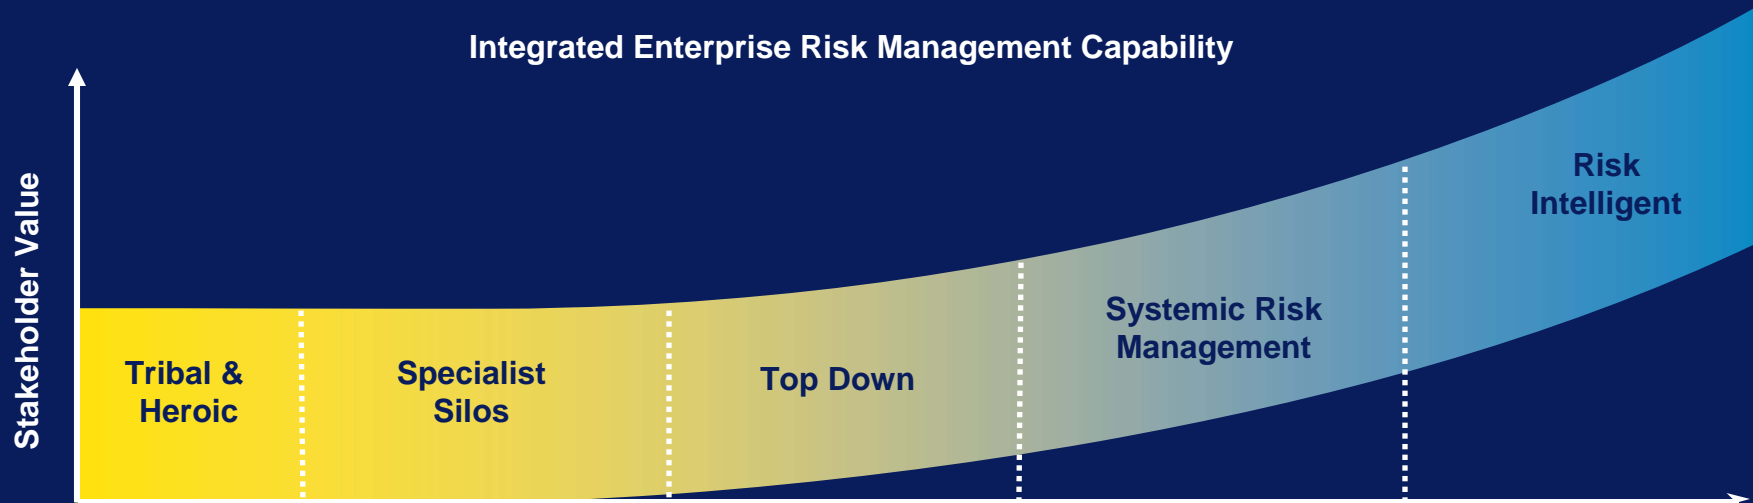 Integrated Enterprise Risk Management Capability
Stakeholder Value
Tribal &
Heroic
Specialist
Silos
Top Down
Systemic Risk
Management
Risk
Intelligent